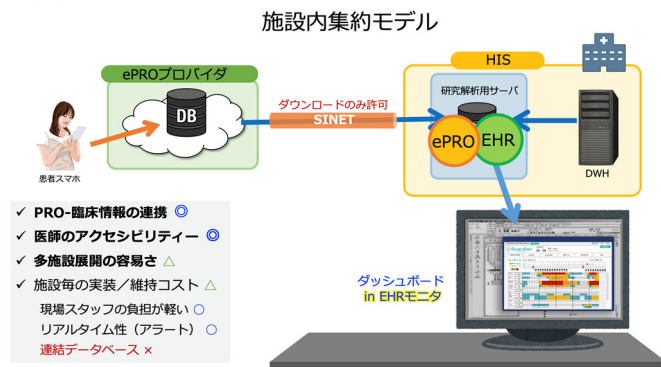 施設内集約モデル
HIS
ePROプロバイダ
研究解析用サーバ
ダウンロードのみ許可
DB
SINET
ePRO
EHR
患者スマホ
DWH
✓ PRO-臨床情報の連携 ◎
✓ 医師のアクセシビリティー ◎
✓ 多施設展開の容易さ △
✓ 施設毎の実装／維持コスト △
現場スタッフの負担が軽い ○
リアルタイム性（アラート） ○
連結データベース ×
ダッシュボード
in EHRモニタ